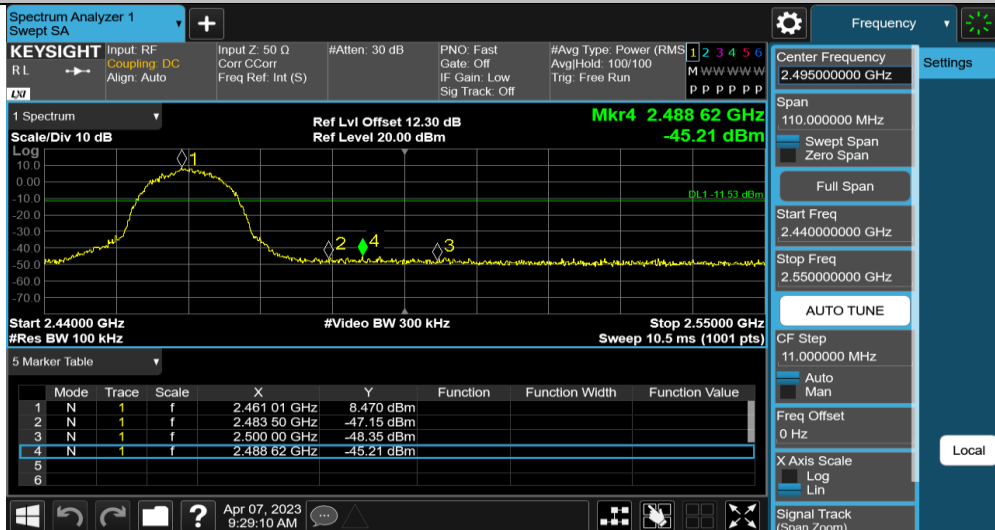 Spectrum Analyzer 1
Swept SA
+
Frequency
KEYSIGHT
R L
LXI
Input: RF
Coupling: DC
Align: Auto
Input Z: 50 Ω
Corr CCorr
Freq Ref: Int (S)
#Atten: 30 dB
PNO: Fast
Gate: Off
IF Gain: Low
Sig Track: Off
#Avg Type: Power (RMS
Avg|Hold: 100/100
Trig: Free Run
1 2 3 4 5 6
M W W W W W
P P P P P P
1 Spectrum
Scale/Div 10 dB
Ref Lvl Offset 12.30 dB
Ref Level 20.00 dBm
Mkr4 2.488 62 GHz
-45.21 dBm
Log
10.0
0.00
-10.0
-20.0
-30.0
-40.0
-50.0
-60.0
-70.0
1
2
4
3
DL1 -11.53 dBm
Start 2.44000 GHz
#Res BW 100 kHz
#Video BW 300 kHz
Stop 2.55000 GHz
Sweep 10.5 ms (1001 pts)
5 Marker Table
Mode Trace Scale X Y Function Function Width Function Value
1 N 1 f 2.461 01 GHz 8.470 dBm
2 N 1 f 2.483 50 GHz -47.15 dBm
3 N 1 f 2.500 00 GHz -48.35 dBm
4 N 1 f 2.488 62 GHz -45.21 dBm
5
6
?
Apr 07, 2023
9:29:10 AM
Center Frequency
2.495000000 GHz
Span
110.000000 MHz
Swept Span
Zero Span
Full Span
Start Freq
2.440000000 GHz
Stop Freq
2.550000000 GHz
AUTO TUNE
CF Step
11.000000 MHz
Auto
Man
Freq Offset
0 Hz
X Axis Scale
Log
Lin
Signal Track
(Span Zoom)
Settings
Local